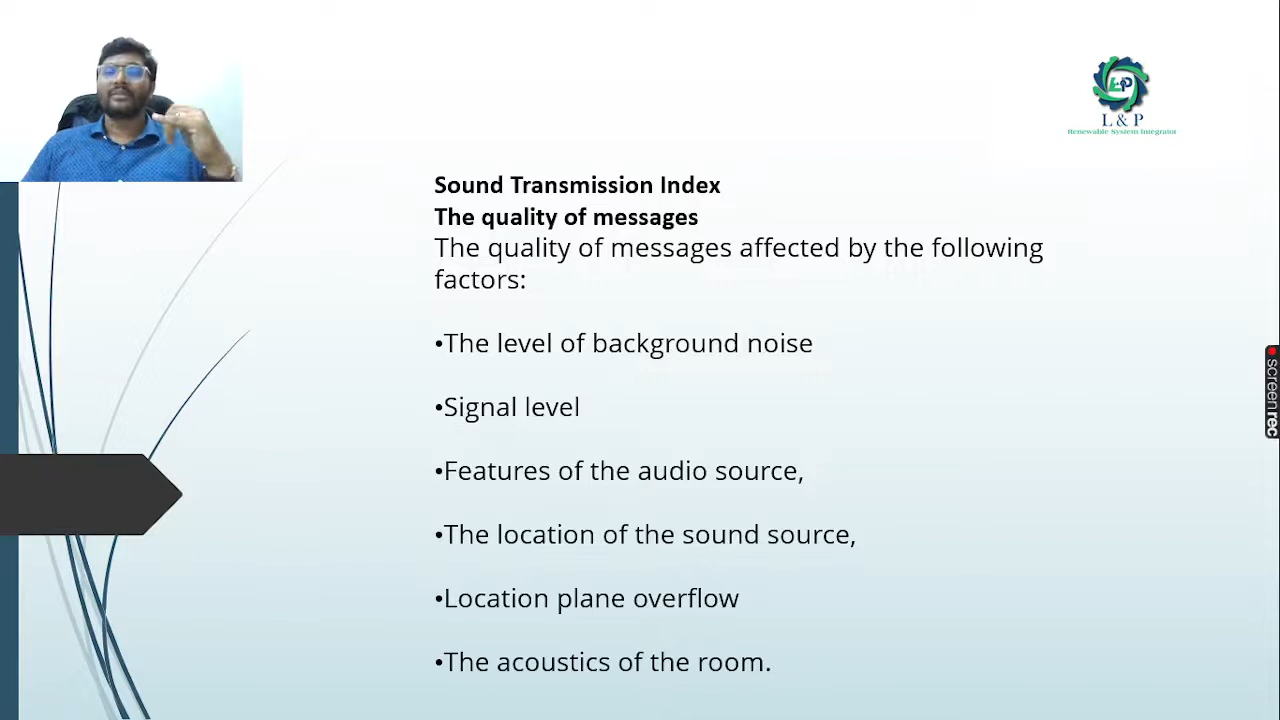 L & P
Renewable System Integrator
Sound Transmission Index
The quality of messages
The quality of messages affected by the following
factors:
•The level of background noise
•Signal level
•Features of the audio source,
•The location of the sound source,
•Location plane overflow
•The acoustics of the room.
screenrec